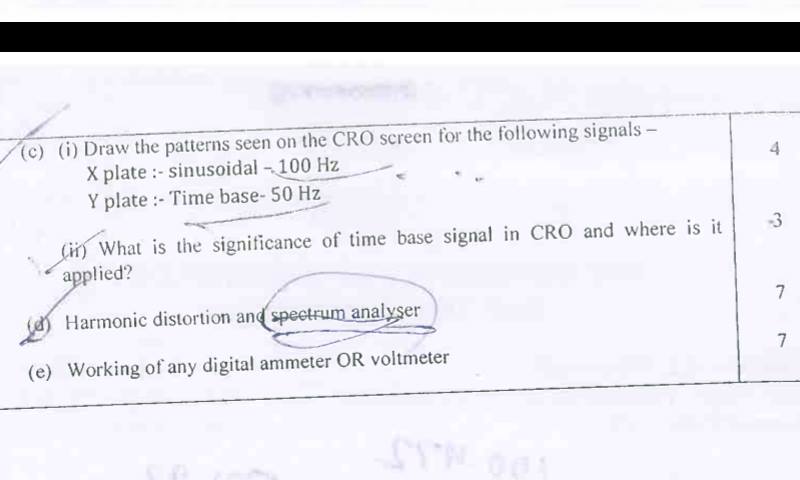 (c) (i) Draw the patterns seen on the CRO screen for the following signals –
4
X plate :- sinusoidal – 100 Hz
Y plate :- Time base- 50 Hz
(ii) What is the significance of time base signal in CRO and where is it
3
applied?
(d) Harmonic distortion and spectrum analyser
7
(e) Working of any digital ammeter OR voltmeter
7